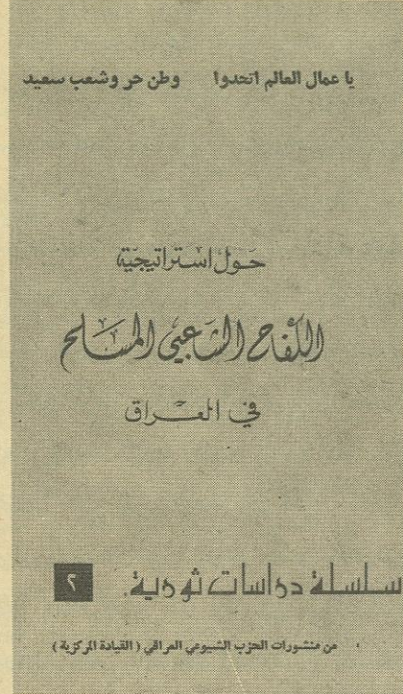 يا عمال العالم اتحدوا وطن حر وشعب سعيد
حول استراتيجية
الكفاح الشعبي المسلح
في العراق
سلسلة دراسات ثورية. ٢
من منشورات الحزب الشيوعي العراقي ( القيادة المركزية )